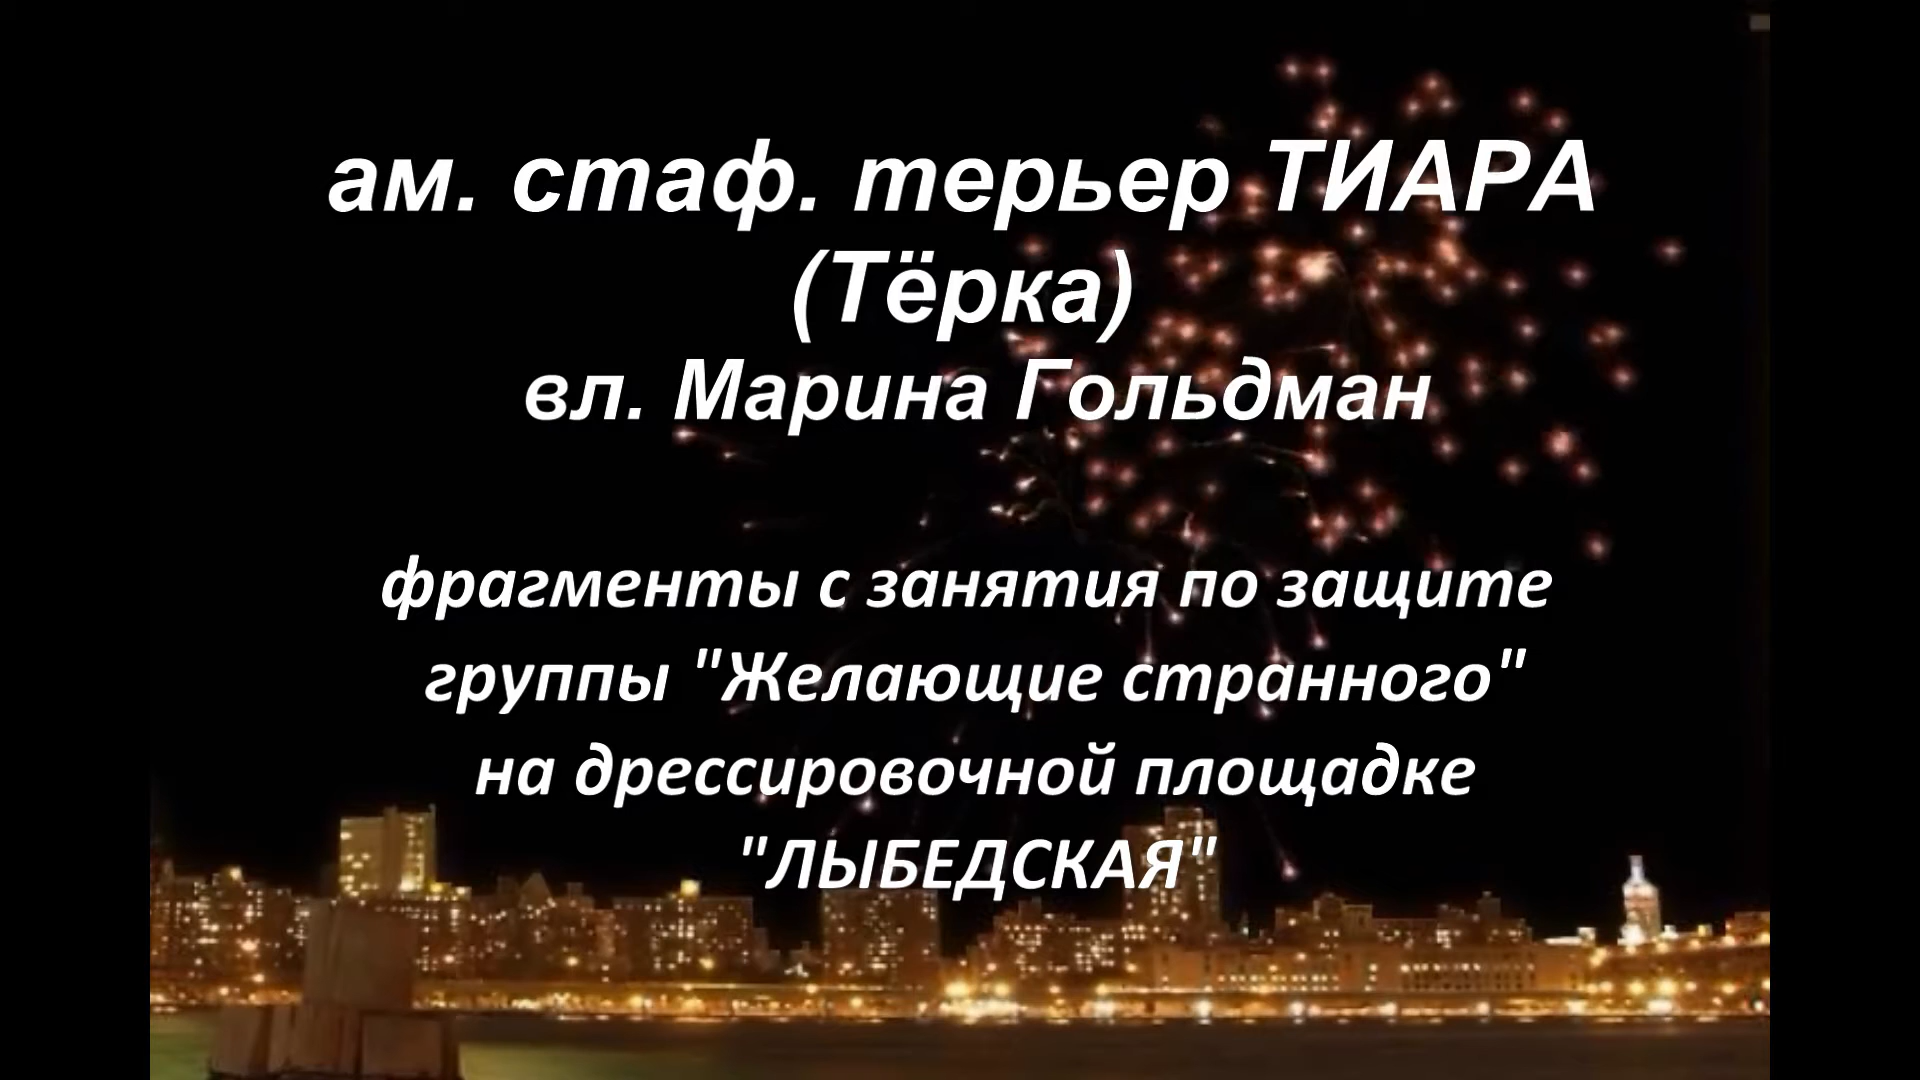 ам. стаф. терьер ТИАРА
(Тёрка)
вл. Марина Гольдман
фрагменты с занятия по защите
группы "Желающие странного"
на дрессировочной площадке
"ЛЫБЕДСКАЯ"